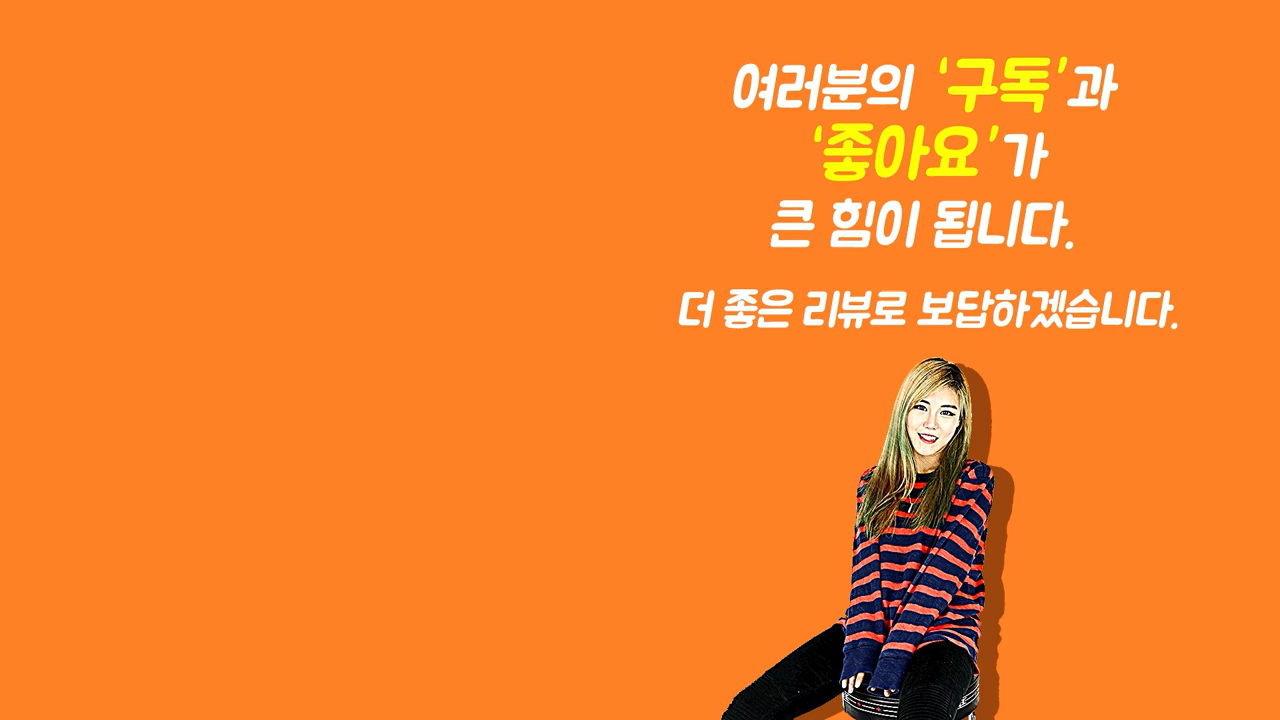 여러분의 ‘구독’과
‘좋아요’가
큰 힘이 됩니다.
더 좋은 리뷰로 보답하겠습니다.